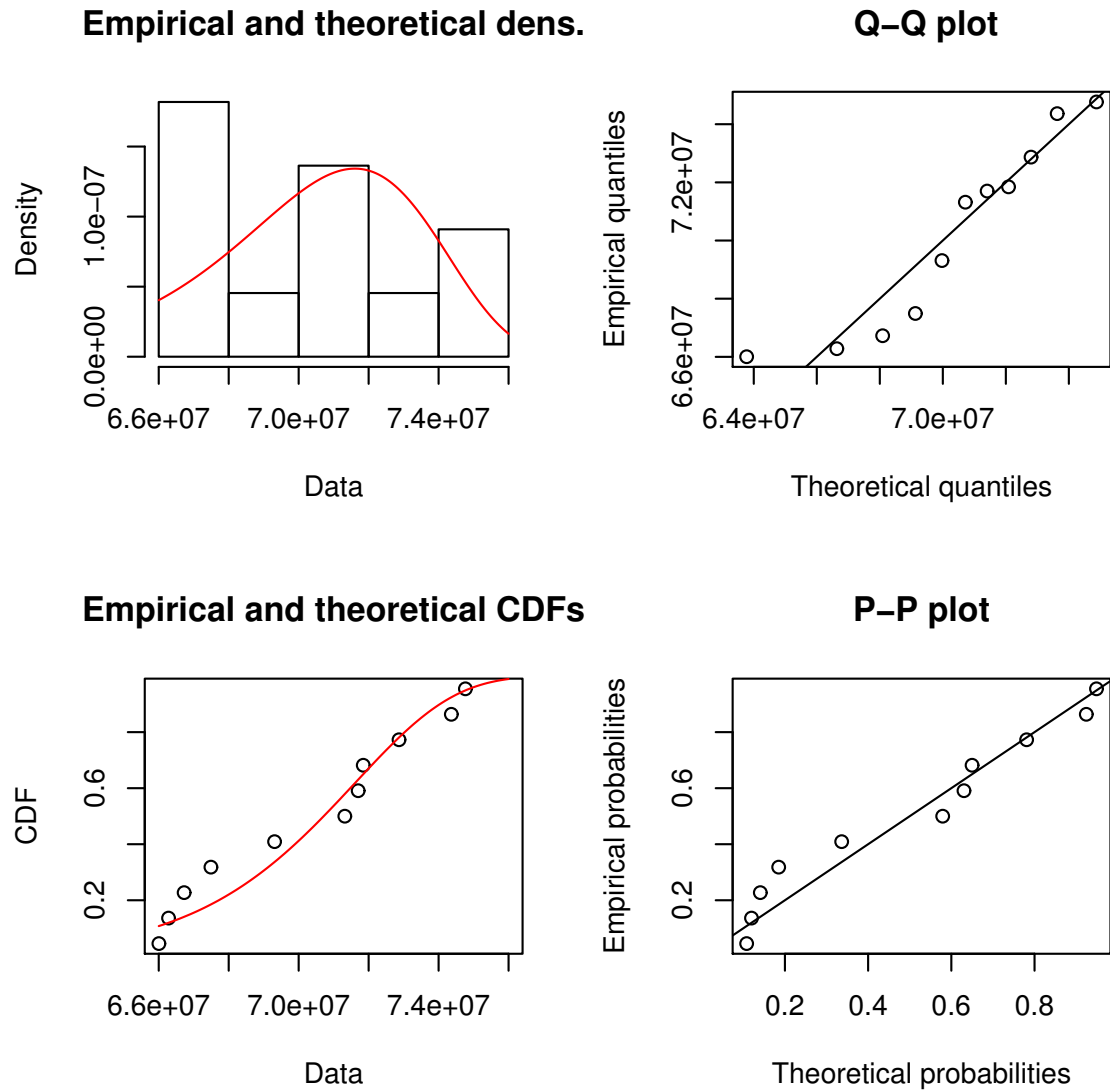 Empirical and theoretical dens.
Density
0.0e+00 1.0e−07
6.6e+07 7.0e+07 7.4e+07
Data
Q−Q plot
Empirical quantiles
6.6e+07 7.2e+07
6.4e+07 7.0e+07
Theoretical quantiles
Empirical and theoretical CDFs
CDF
0.2 0.6
6.6e+07 7.0e+07 7.4e+07
Data
P−P plot
Empirical probabilities
0.2 0.6
0.2 0.4 0.6 0.8
Theoretical probabilities